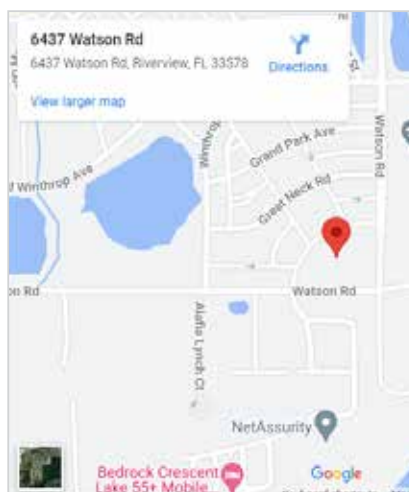 6437 Watson Rd
6437 Watson Rd, Riverview, FL 33578
Directions
View larger map
Winthrop Ave
Grand Park Ave
Watson Rd
Great Neck Rd
Watson Rd
Alafia Lynch Ct
NetAssurity
Bedrock Crescent
Lake 55+ Mobile
Google